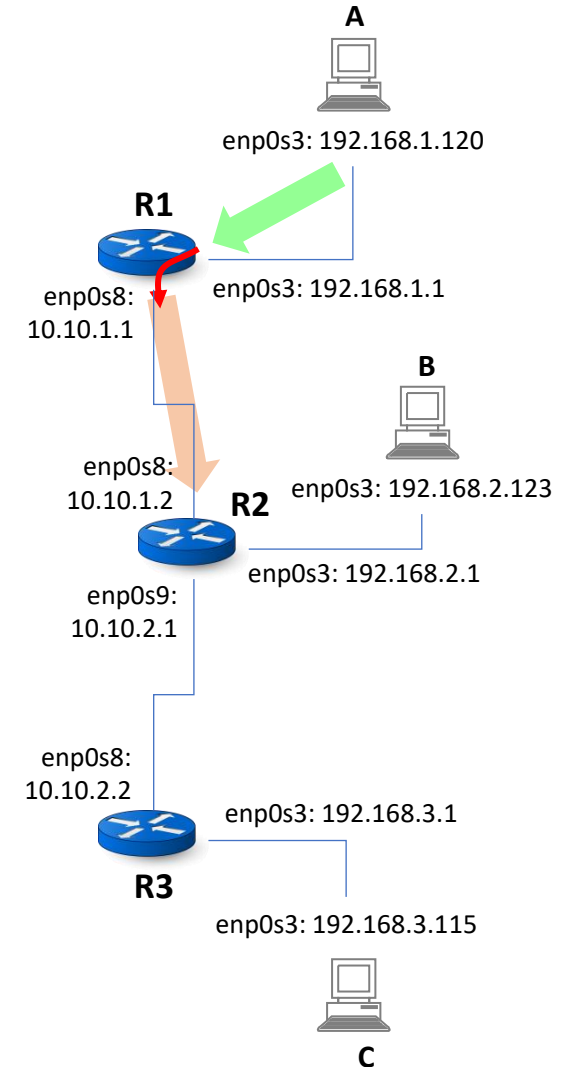 A
enp0s3: 192.168.1.120
R1
enp0s3: 192.168.1.1
enp0s8:
10.10.1.1
B
enp0s8:
10.10.1.2
enp0s3: 192.168.2.123
R2
enp0s3: 192.168.2.1
enp0s9:
10.10.2.1
enp0s8:
10.10.2.2
enp0s3: 192.168.3.1
R3
enp0s3: 192.168.3.115
C